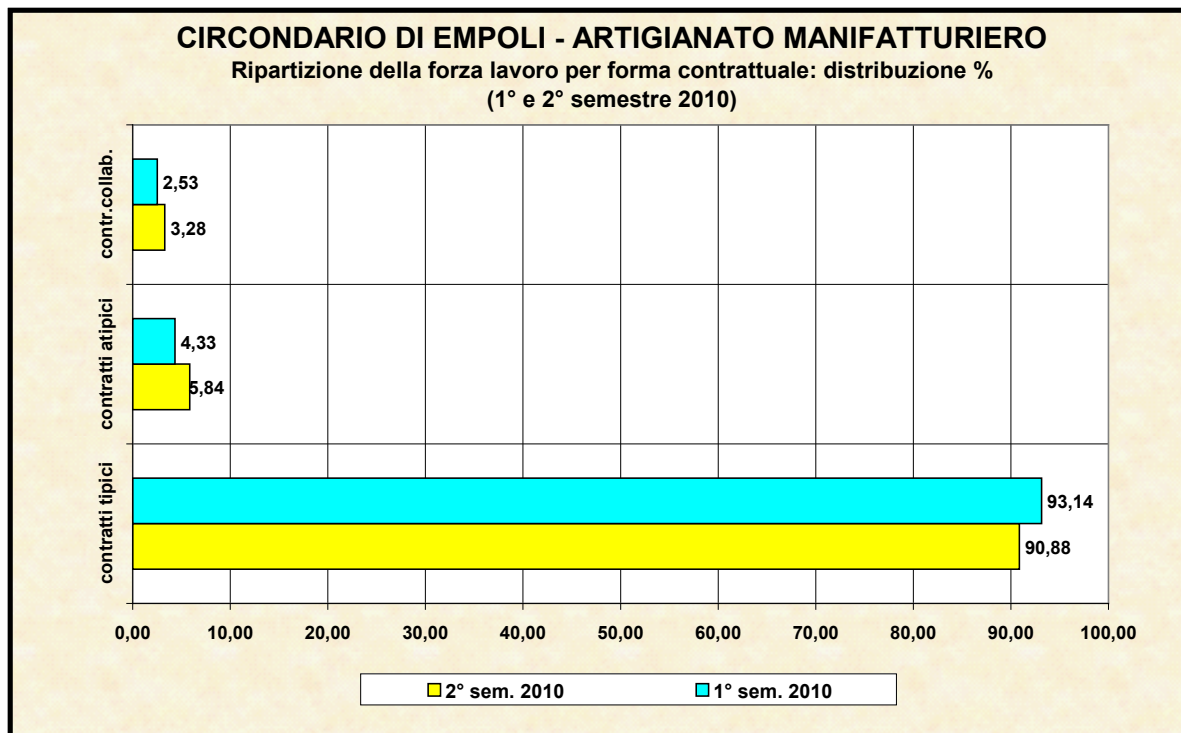 CIRCONDARIO DI EMPOLI - ARTIGIANATO MANIFATTURIERO
Ripartizione della forza lavoro per forma contrattuale: distribuzione %
(1° e 2° semestre 2010)
contr.collab.
2,53
3,28
contratti atipici
4,33
5,84
contratti tipici
93,14
90,88
0,00 10,00 20,00 30,00 40,00 50,00 60,00 70,00 80,00 90,00 100,00
2° sem. 2010 1° sem. 2010